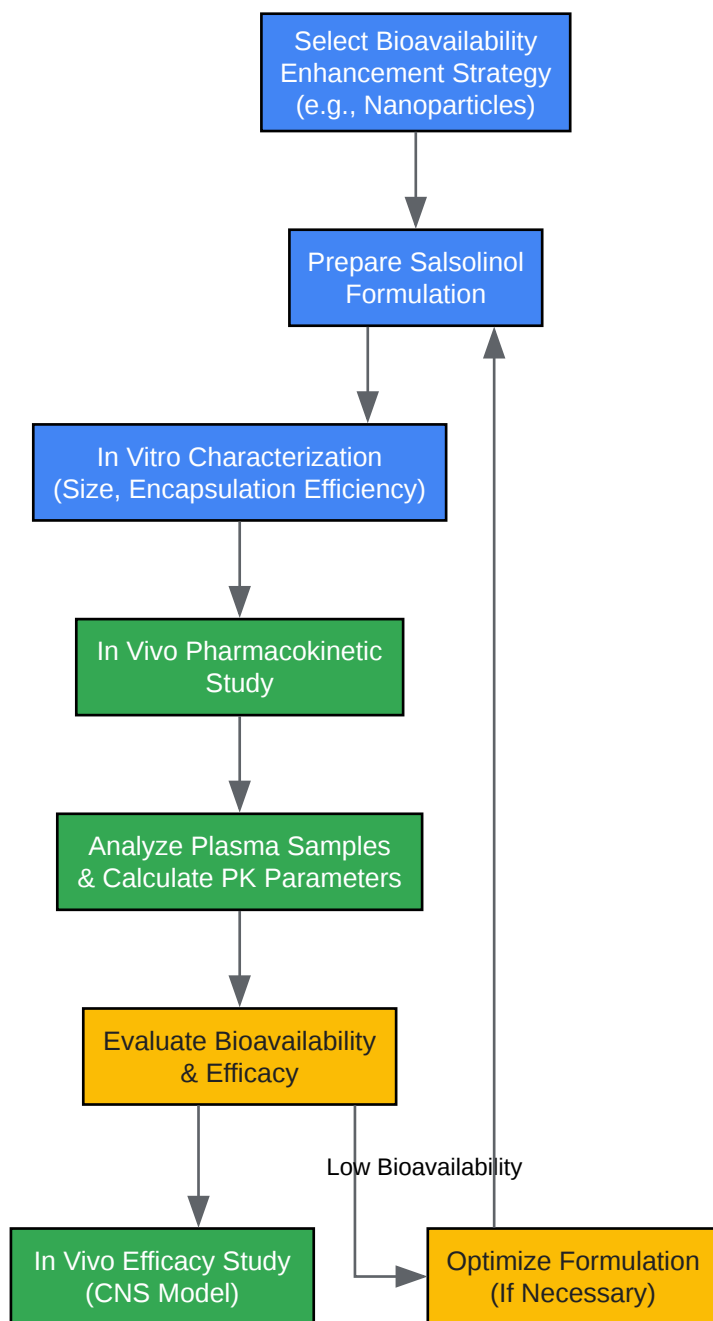 Select Bioavailability
Enhancement Strategy
(e.g., Nanoparticles)
Prepare Salsolinol
Formulation
In Vitro Characterization
(Size, Encapsulation Efficiency)
In Vivo Pharmacokinetic
Study
Analyze Plasma Samples
& Calculate PK Parameters
Evaluate Bioavailability
& Efficacy
Low Bioavailability
In Vivo Efficacy Study
(CNS Model)
Optimize Formulation
(If Necessary)